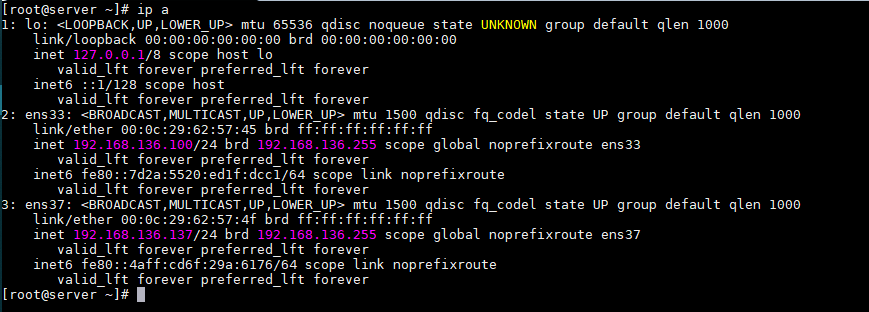 [root@server ~]# ip a
1: lo: <LOOPBACK,UP,LOWER_UP> mtu 65536 qdisc noqueue state UNKNOWN group default qlen 1000
    link/loopback 00:00:00:00:00:00 brd 00:00:00:00:00:00
    inet 127.0.0.1/8 scope host lo
       valid_lft forever preferred_lft forever
    inet6 ::1/128 scope host
       valid_lft forever preferred_lft forever
2: ens33: <BROADCAST,MULTICAST,UP,LOWER_UP> mtu 1500 qdisc fq_codel state UP group default qlen 1000
    link/ether 00:0c:29:62:57:45 brd ff:ff:ff:ff:ff:ff
    inet 192.168.136.100/24 brd 192.168.136.255 scope global noprefixroute ens33
       valid_lft forever preferred_lft forever
    inet6 fe80::7d2a:5520:ed1f:dcc1/64 scope link noprefixroute
       valid_lft forever preferred_lft forever
3: ens37: <BROADCAST,MULTICAST,UP,LOWER_UP> mtu 1500 qdisc fq_codel state UP group default qlen 1000
    link/ether 00:0c:29:62:57:4f brd ff:ff:ff:ff:ff:ff
    inet 192.168.136.137/24 brd 192.168.136.255 scope global noprefixroute ens37
       valid_lft forever preferred_lft forever
    inet6 fe80::4aff:cd6f:29a:6176/64 scope link noprefixroute
       valid_lft forever preferred_lft forever
[root@server ~]#